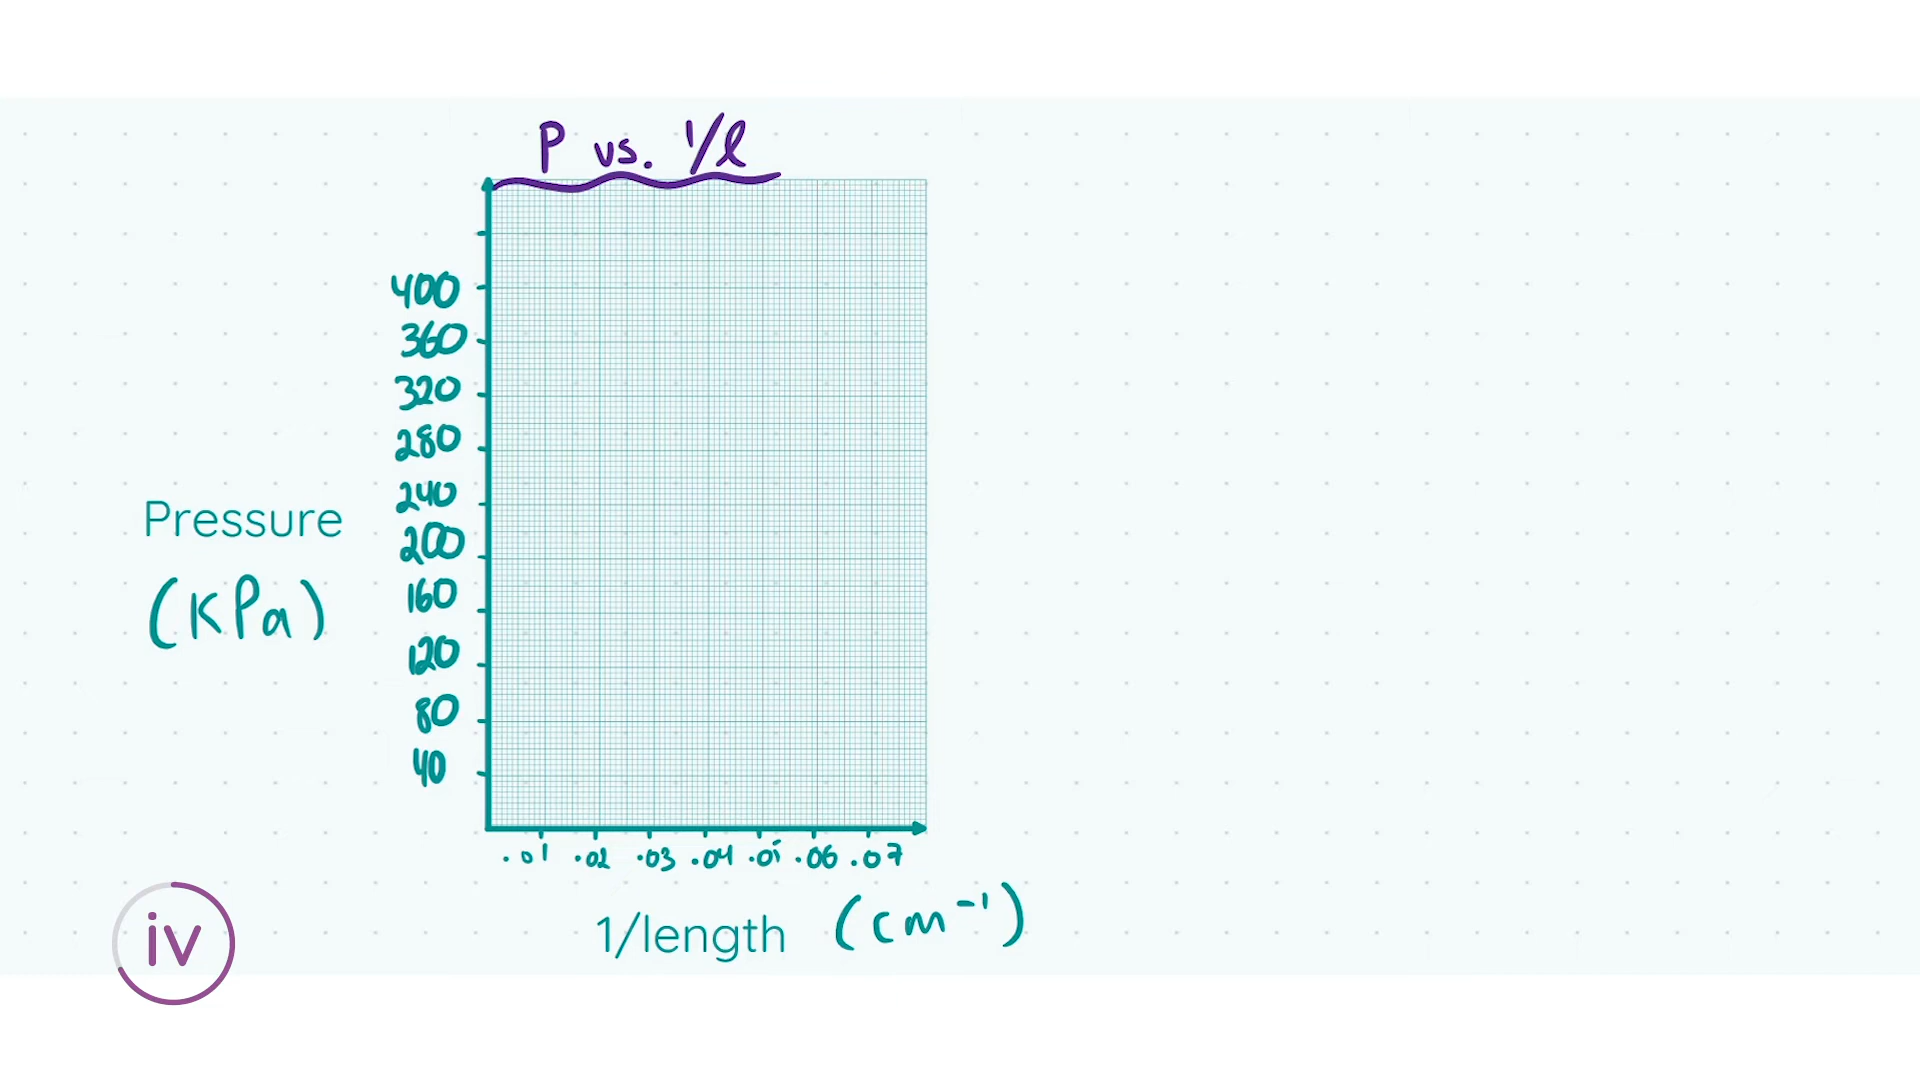 P vs. 1/l
400
360
320
280
240
200
160
120
80
40
Pressure
(KPa)
.01 .02 .03 .04 .05 .06 .07
1/length (cm⁻¹)
iv